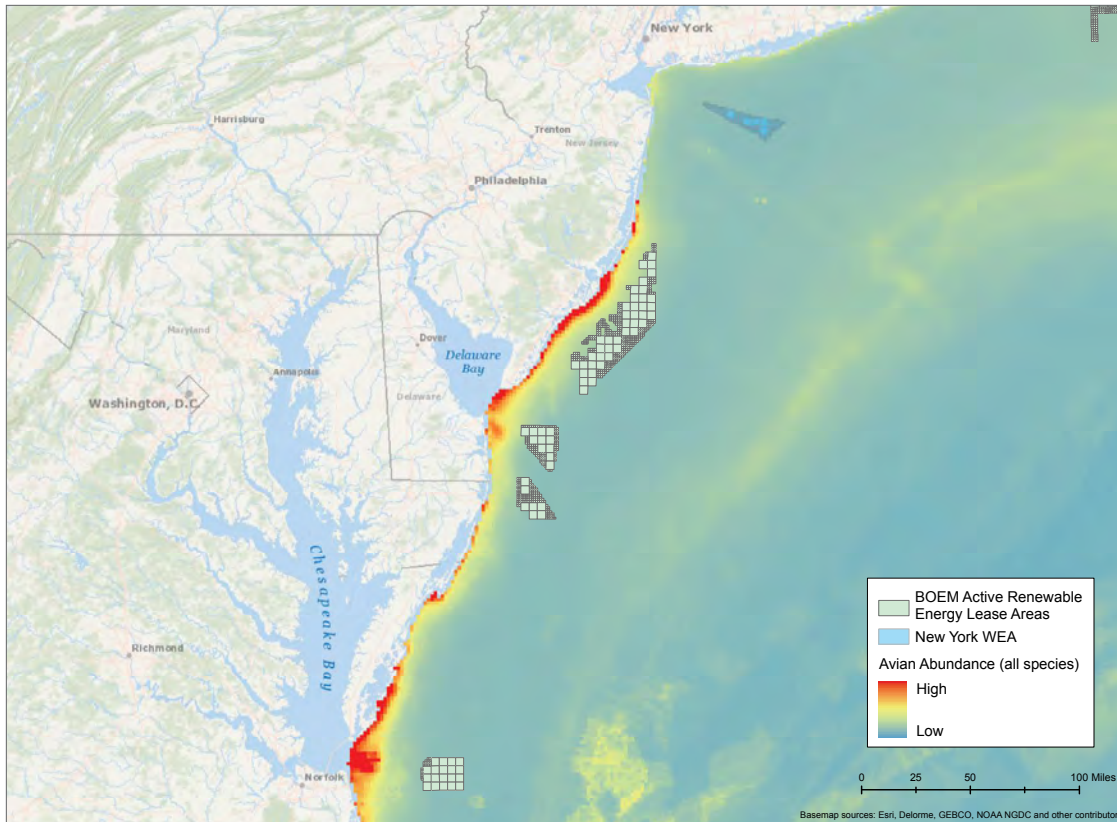 New York
Harrisburg
Trenton
New Jersey
Philadelphia
Maryland
Dover
Delaware
Bay
Annapolis
Delaware
Washington, D.C.
Chesapeake Bay
Richmond
Norfolk
BOEM Active Renewable
Energy Lease Areas
New York WEA
Avian Abundance (all species)
High
Low
0 25 50 100 Miles
Basemap sources: Esri, Delorme, GEBCO, NOAA NGDC and other contributo